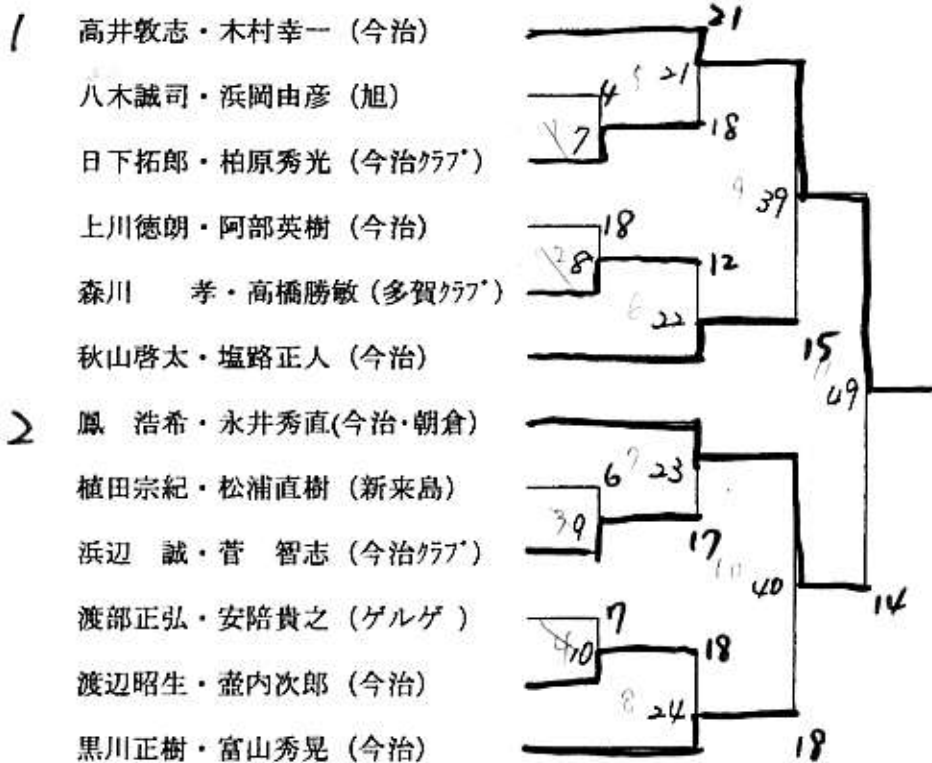 1 高井敦志・木村幸一 (今治) 21
21
八木誠司・浜岡由彦 (旭) 4
7 18
日下拓郎・柏原秀光 (今治クラブ)
39
上川徳朗・阿部英樹 (今治) 18
8 12
森川 孝・高橋勝敏 (多賀クラブ)
22
秋山啓太・塩路正人 (今治) 15
49
2 鳳 浩希・永井秀直(今治・朝倉)
6 23
植田宗紀・松浦直樹 (新来島)
9 17
浜辺 誠・菅 智志 (今治クラブ)
40 14
渡部正弘・安陪貴之 (ゲルゲ) 7
10 18
渡辺昭生・壺内次郎 (今治)
24
黒川正樹・富山秀晃 (今治) 18